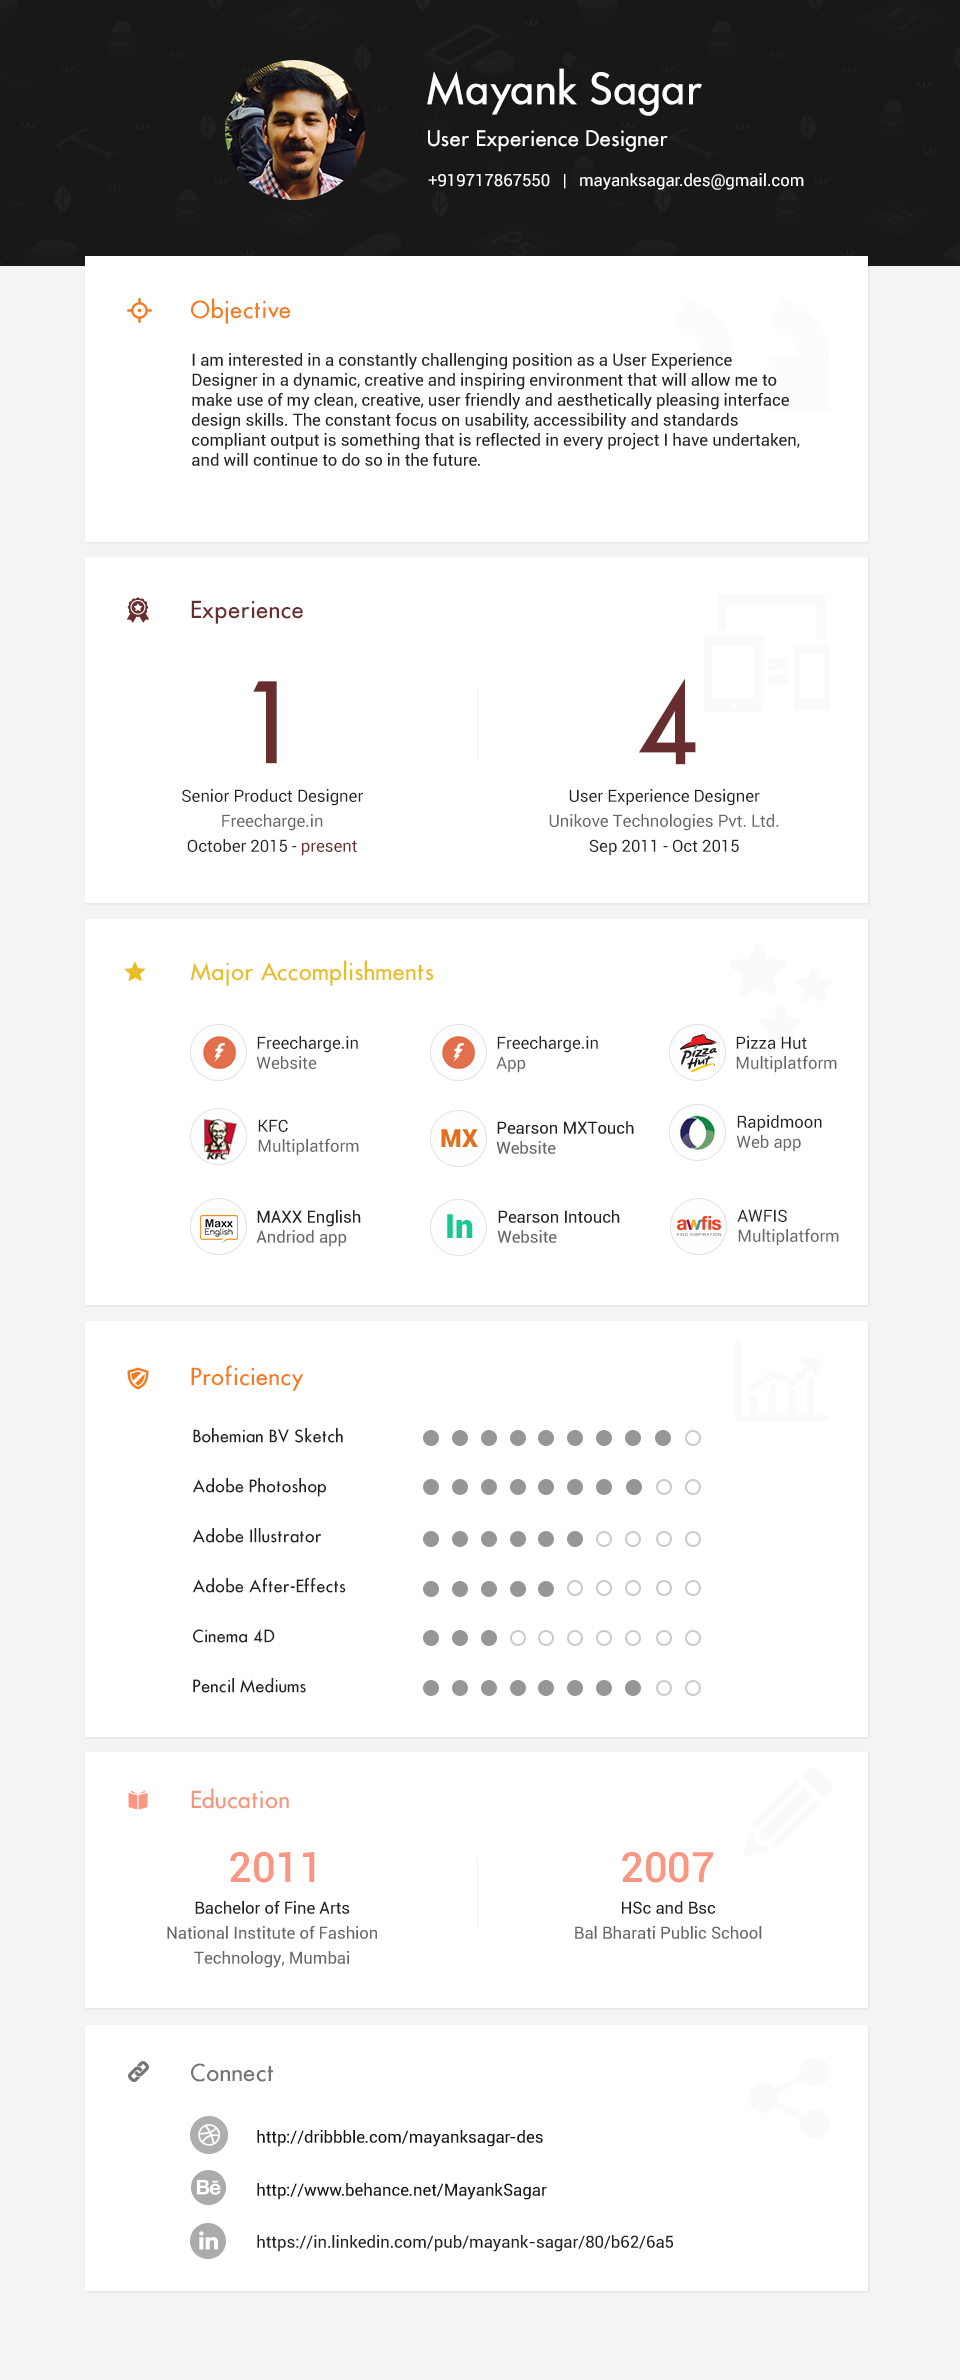 Mayank Sagar
User Experience Designer
+919717867550 | mayanksagar.des@gmail.com
Objective
I am interested in a constantly challenging position as a User Experience
Designer in a dynamic, creative and inspiring environment that will allow me to
make use of my clean, creative, user friendly and aesthetically pleasing interface
design skills. The constant focus on usability, accessibility and standards
compliant output is something that is reflected in every project I have undertaken,
and will continue to do so in the future.
Experience
1
Senior Product Designer
Freecharge.in
October 2015 - present
4
User Experience Designer
Unikove Technologies Pvt. Ltd.
Sep 2011 - Oct 2015
Major Accomplishments
Freecharge.in
Website
Freecharge.in
App
Pizza
Hut
Pizza Hut
Multiplatform
KFC
KFC
Multiplatform
MX
Pearson MXTouch
Website
Rapidmoon
Web app
Maxx
English
MAXX English
Andriod app
In
Pearson Intouch
Website
awfis
FIND INSPIRATION
AWFIS
Multiplatform
Proficiency
Bohemian BV Sketch
Adobe Photoshop
Adobe Illustrator
Adobe After-Effects
Cinema 4D
Pencil Mediums
Education
2011
Bachelor of Fine Arts
National Institute of Fashion
Technology, Mumbai
2007
HSc and Bsc
Bal Bharati Public School
Connect
http://dribbble.com/mayanksagar-des
Bē
http://www.behance.net/MayankSagar
in
https://in.linkedin.com/pub/mayank-sagar/80/b62/6a5